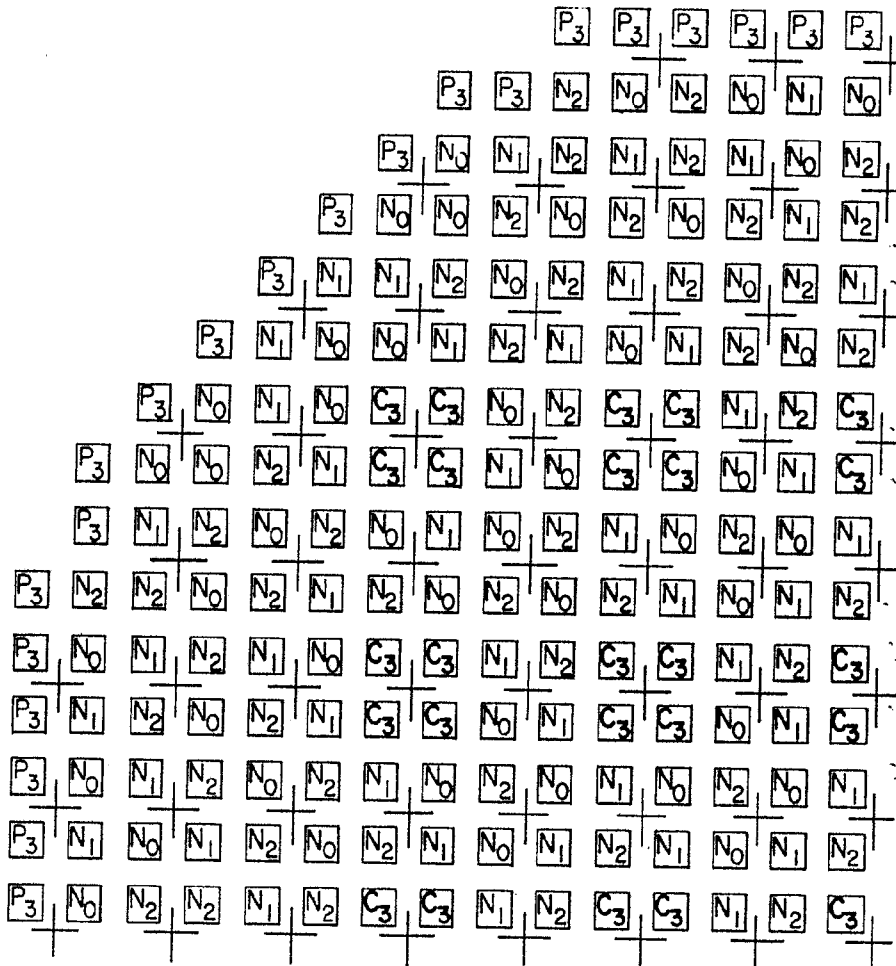 P3 P3 P3 P3 P3 P3
P3 P3 N2 N0 N2 N0 N1 N0
P3 N0 N1 N2 N1 N2 N1 N0 N2
P3 N0 N0 N2 N0 N2 N0 N2 N1 N2
P3 N1 N1 N2 N0 N2 N1 N2 N0 N2 N1
P3 N1 N0 N0 N1 N2 N1 N0 N1 N2 N0 N2
P3 N0 N1 N0 C3 C3 N0 N2 C3 C3 N1 N2 C3
P3 N0 N0 N2 N1 C3 C3 N1 N0 C3 C3 N0 N1 C3
P3 N1 N2 N0 N2 N0 N1 N0 N2 N1 N0 N2 N0 N1
P3 N2 N2 N0 N2 N1 N2 N0 N2 N0 N2 N1 N0 N1 N2
P3 N0 N1 N2 N1 N0 C3 C3 N1 N2 C3 C3 N1 N2 C3
P3 N1 N2 N0 N2 N1 C3 C3 N0 N1 C3 C3 N0 N1 C3
P3 N0 N1 N2 N0 N2 N1 N0 N2 N0 N1 N0 N2 N0 N1
P3 N1 N0 N1 N2 N0 N2 N1 N0 N1 N2 N1 N0 N1 N2
P3 N0 N2 N2 N1 N2 C3 C3 N1 N2 C3 C3 N1 N2 C3